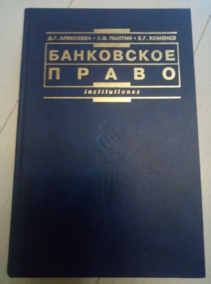 Д.Г. АЛЕКСЕЕВА • С.В. ПЫХТИН • Е.Г. ХОМЕНКО
БАНКОВСКОЕ
ПРАВО
institutiones